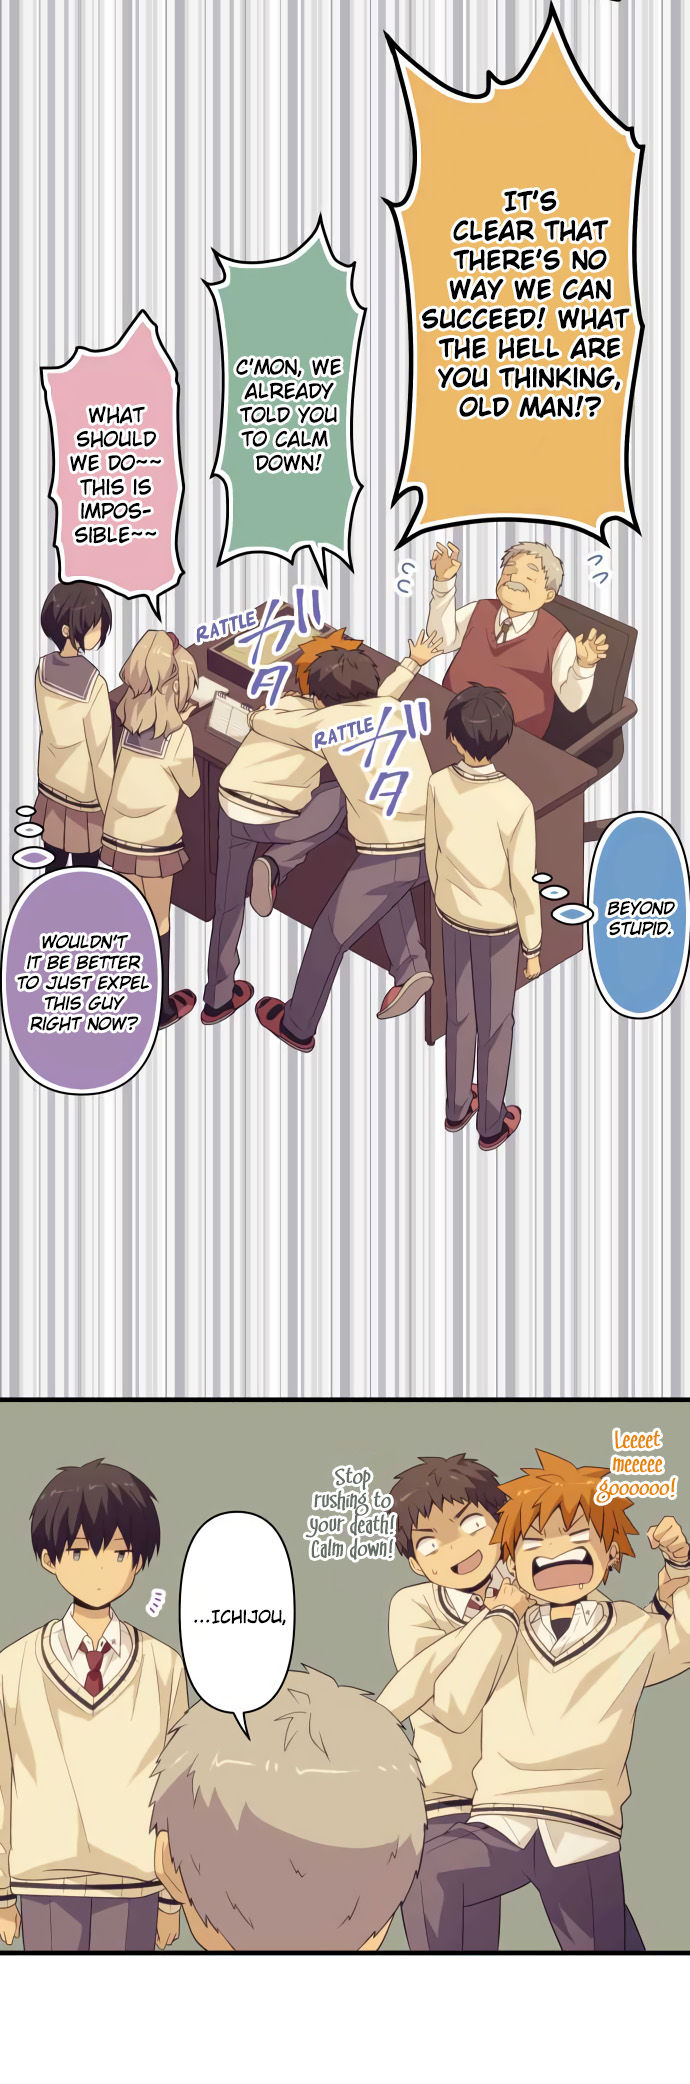 IT'S
CLEAR THAT
THERE'S NO
WAY WE CAN
SUCCEED! WHAT
THE HELL ARE
YOU THINKING,
OLD MAN!?
C'MON, WE
ALREADY
TOLD YOU
TO CALM
DOWN!
WHAT
SHOULD
WE DO~~
THIS IS
IMPOS-
SIBLE~~
RATTLE
ガタ
RATTLE
ガタ
BEYOND
STUPID.
WOULDN'T
IT BE BETTER
TO JUST EXPEL
THIS GUY
RIGHT NOW?
Leeeet
meeeee
goooooo!
Stop
rushing to
your death!
Calm down!
...ICHIJOU,